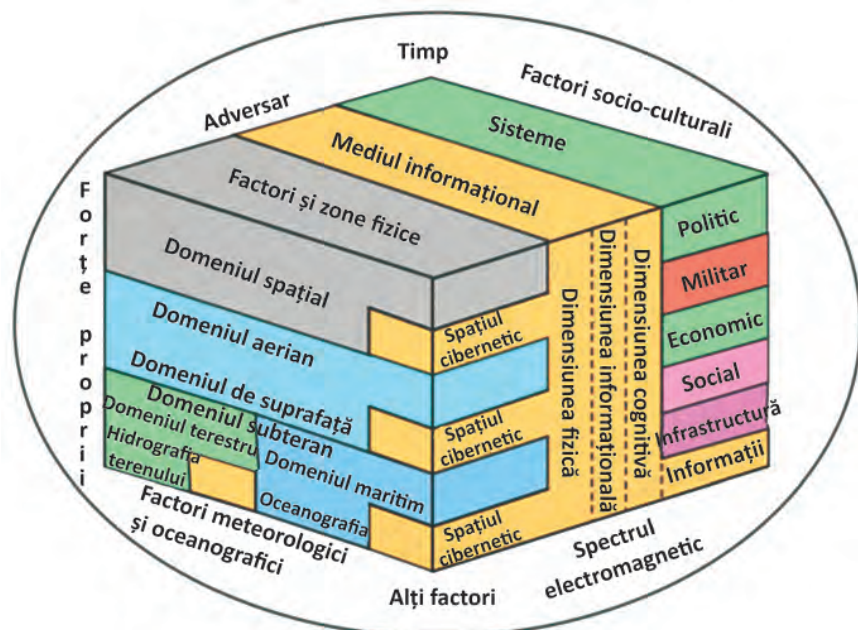 Timp
Factori socio-culturali
Adversar
Sisteme
Mediul informațional
Factori și zone fizice
Forțe proprii
Domeniul spațial
Domeniul aerian
Domeniul de suprafață
Domeniul subteran
Domeniul terestru
Hidrografia
terenului
Domeniul maritim
Oceanografia
Spațiul
cibernetic
Spațiul
cibernetic
Spațiul
cibernetic
Dimensiunea fizică
Dimensiunea informațională
Dimensiunea cognitivă
Politic
Militar
Economic
Social
Infrastructură
Informații
Factori meteorologici
și oceanografici
Alți factori
Spectrul
electromagnetic